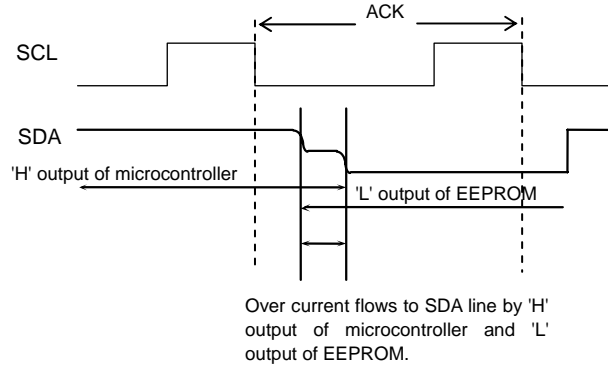 ACK
SCL
SDA
'H' output of microcontroller
'L' output of EEPROM
Over current flows to SDA line by 'H'
output of microcontroller and 'L'
output of EEPROM.